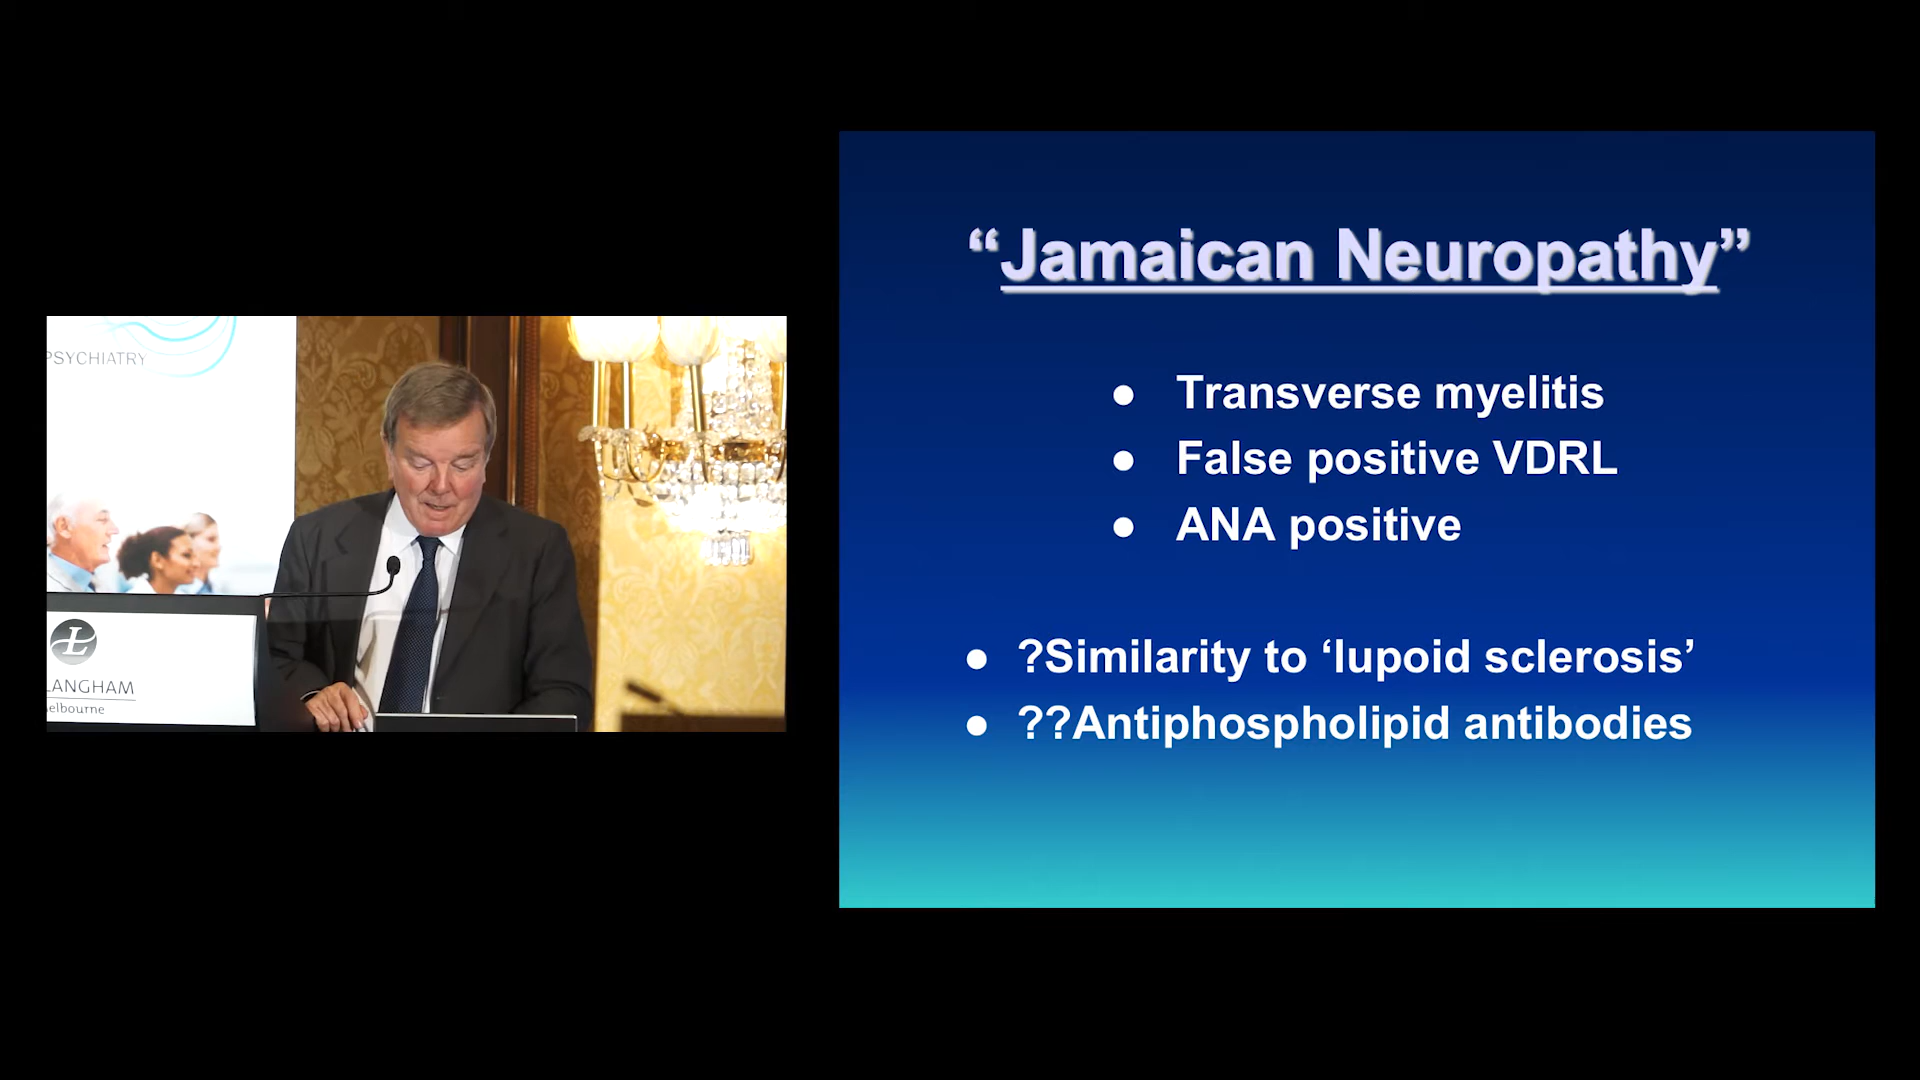 PSYCHIATRY
L
LANGHAM
elbourne
“Jamaican Neuropathy”
● Transverse myelitis
● False positive VDRL
● ANA positive
● ?Similarity to ‘lupoid sclerosis’
● ??Antiphospholipid antibodies